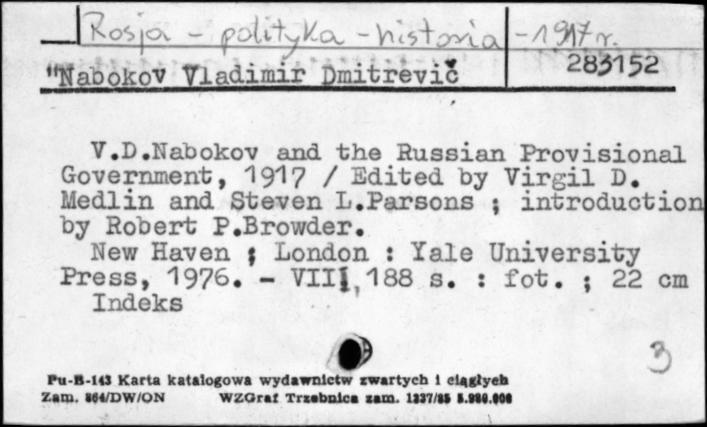 Rosja - polityka - historia - 1917 r.
283152
"Nabokov Vladimir Dmitrevič
V.D.Nabokov and the Russian Provisional
Government, 1917 / Edited by Virgil D.
Medlin and Steven L.Parsons ; introduction
by Robert P.Browder.
New Haven ; London : Yale University
Press, 1976. - VIII, 188 s. : fot. ; 22 cm
Indeks
3
Pu-B-143 Karta katalogowa wydawnictw zwartych i ciągłych
Zam. 864/DW/ON WZGraf Trzebnica zam. 1237/85 5.980.000